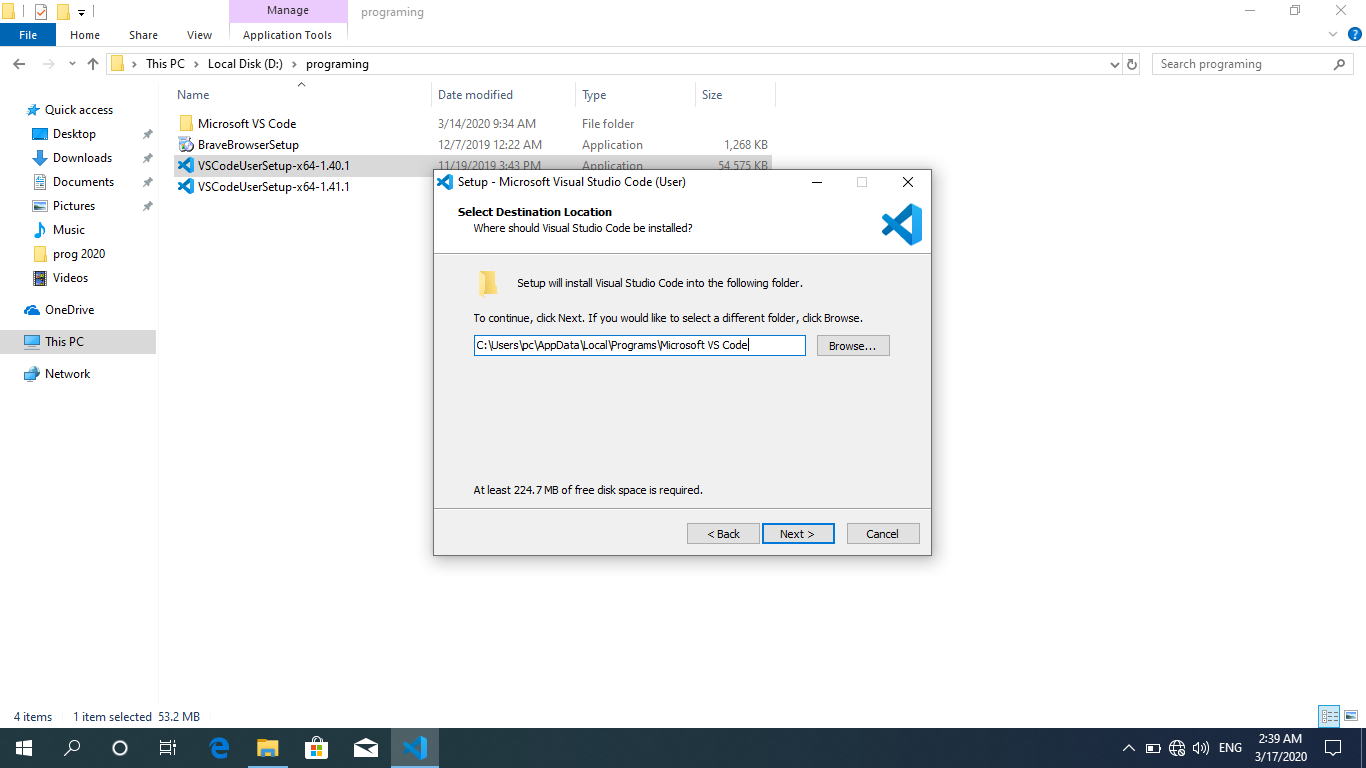 Manage
programing
File
Home
Share
View
Application Tools
This PC
Local Disk (D:)
programing
Search programing
Name
Date modified
Type
Size
Quick access
Desktop
Downloads
Documents
Pictures
Music
prog 2020
Videos
OneDrive
This PC
Network
Microsoft VS Code 3/14/2020 9:34 AM File folder
BraveBrowserSetup 12/7/2019 12:22 AM Application 1,268 KB
VSCodeUserSetup-x64-1.40.1 11/19/2019 3:43 PM Application 54,575 KB
VSCodeUserSetup-x64-1.41.1
Setup - Microsoft Visual Studio Code (User)
Select Destination Location
Where should Visual Studio Code be installed?
Setup will install Visual Studio Code into the following folder.
To continue, click Next. If you would like to select a different folder, click Browse.
C:\Users\pc\AppData\Local\Programs\Microsoft VS Code
Browse...
At least 224.7 MB of free disk space is required.
< Back
Next >
Cancel
4 items
1 item selected 53.2 MB
ENG
2:39 AM
3/17/2020